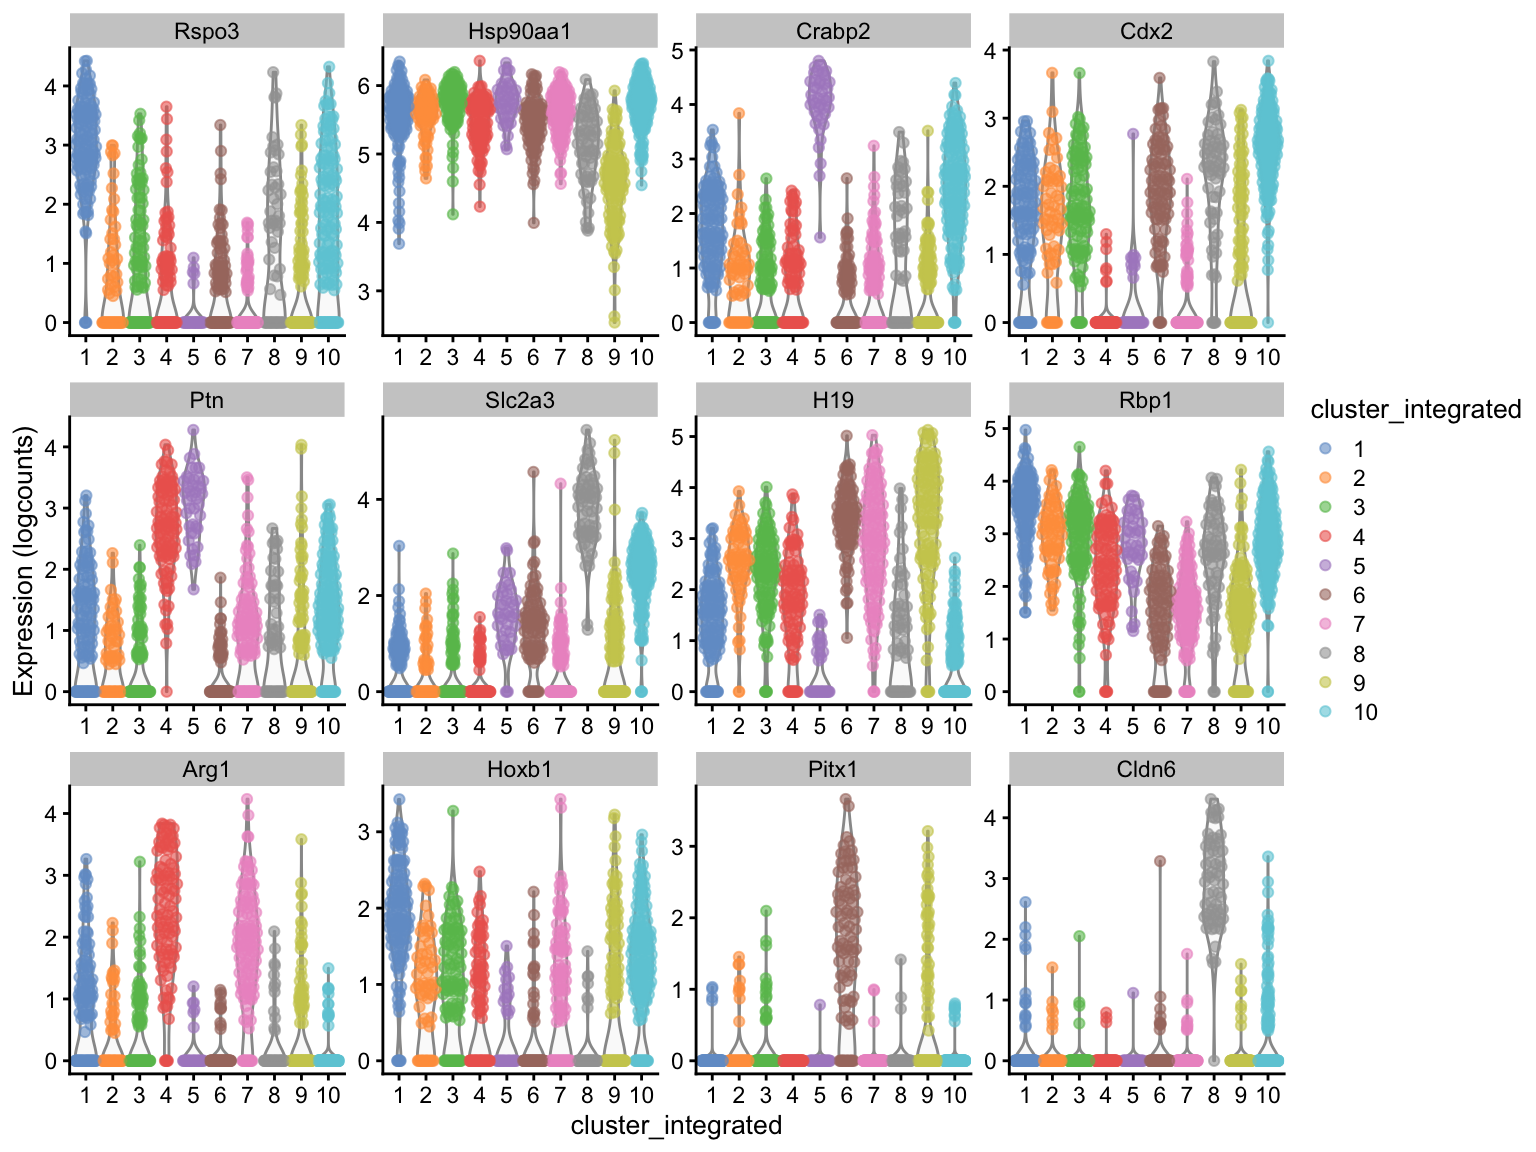 Rspo3 Hsp90aa1 Crabp2 Cdx2
4 3 2 1 0
6 5 4 3
5 4 3 2 1 0
4 3 2 1 0
1 2 3 4 5 6 7 8 9 10
1 2 3 4 5 6 7 8 9 10
1 2 3 4 5 6 7 8 9 10
1 2 3 4 5 6 7 8 9 10
Ptn Slc2a3 H19 Rbp1
4 3 2 1 0
4 2 0
5 4 3 2 1 0
5 4 3 2 1 0
1 2 3 4 5 6 7 8 9 10
1 2 3 4 5 6 7 8 9 10
1 2 3 4 5 6 7 8 9 10
1 2 3 4 5 6 7 8 9 10
Arg1 Hoxb1 Pitx1 Cldn6
4 3 2 1 0
3 2 1 0
3 2 1 0
4 3 2 1 0
1 2 3 4 5 6 7 8 9 10
1 2 3 4 5 6 7 8 9 10
1 2 3 4 5 6 7 8 9 10
1 2 3 4 5 6 7 8 9 10
Expression (logcounts)
cluster_integrated
cluster_integrated
1
2
3
4
5
6
7
8
9
10